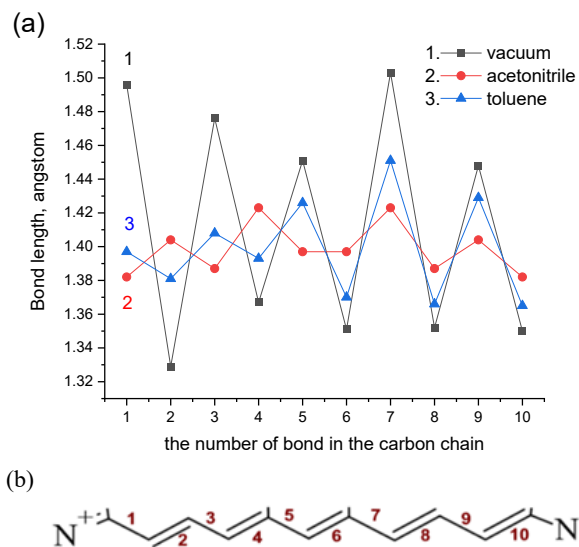 (a)
1. vacuum
2. acetonitrile
3. toluene
1
3
2
Bond length, angstom
1.52
1.50
1.48
1.46
1.44
1.42
1.40
1.38
1.36
1.34
1.32
1 2 3 4 5 6 7 8 9 10
the number of bond in the carbon chain
(b)
N+ 1 2 3 4 5 6 7 8 9 10 N